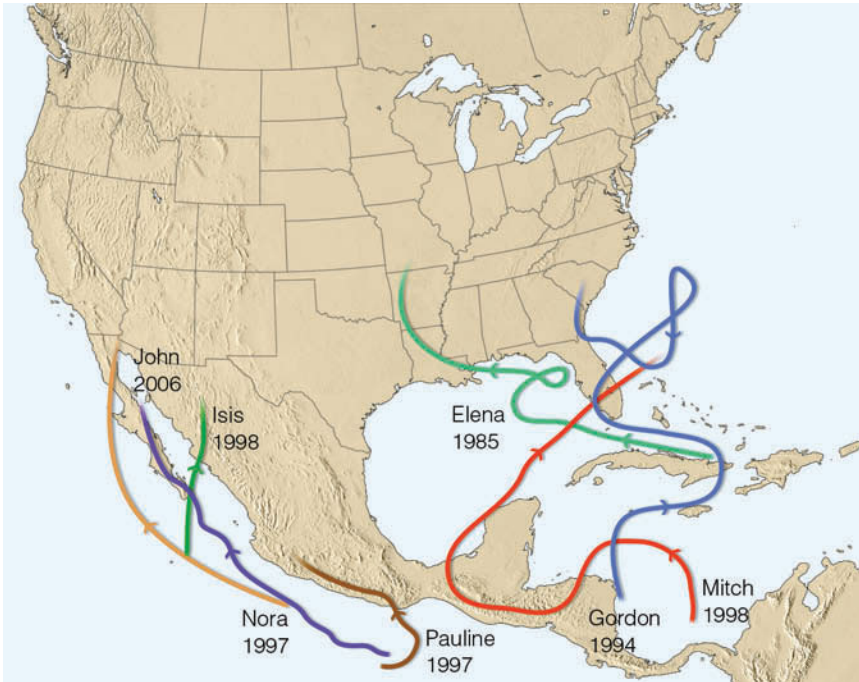 John
2006
Isis
1998
Elena
1985
Nora
1997
Pauline
1997
Gordon
1994
Mitch
1998